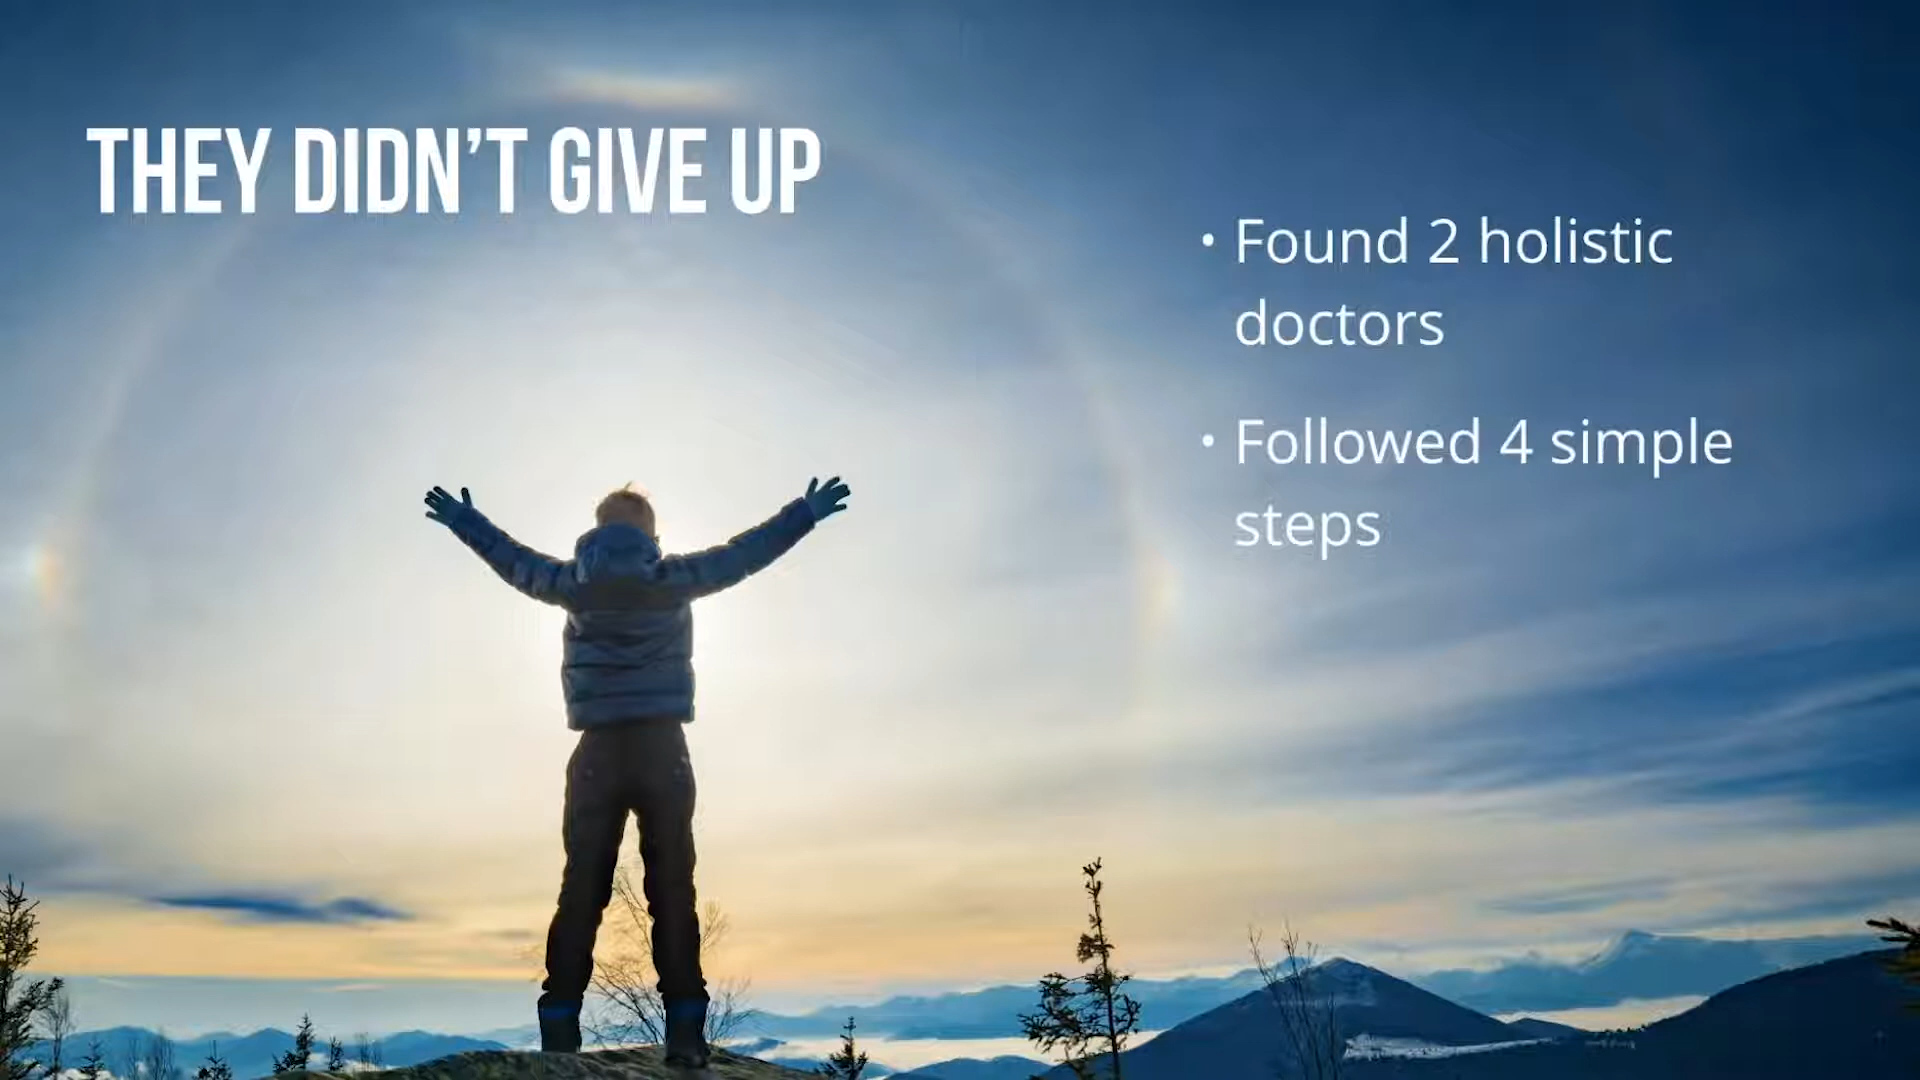 THEY DIDN’T GIVE UP
• Found 2 holistic
doctors
• Followed 4 simple
steps